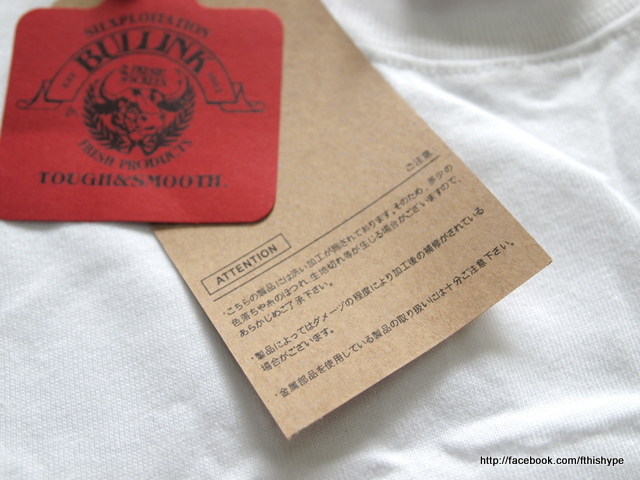 SILXPLOITATION
BULLINK
XTREME
SCREEN
FRESH PRODUCTS
TOUGH&SMOOTH.
ご注意
ATTENTION
・こちらの製品には洗い加工が施されております。そのため、多少の
色落ちや糸のほつれ、生地切れ等が生じる場合がございますので、
あらかじめご了承下さい。
・製品によってはダメージの程度により加工後の補修がされている
場合がございます。
・金属部品を使用している製品の取り扱いには十分ご注意下さい。
http://facebook.com/fthishype